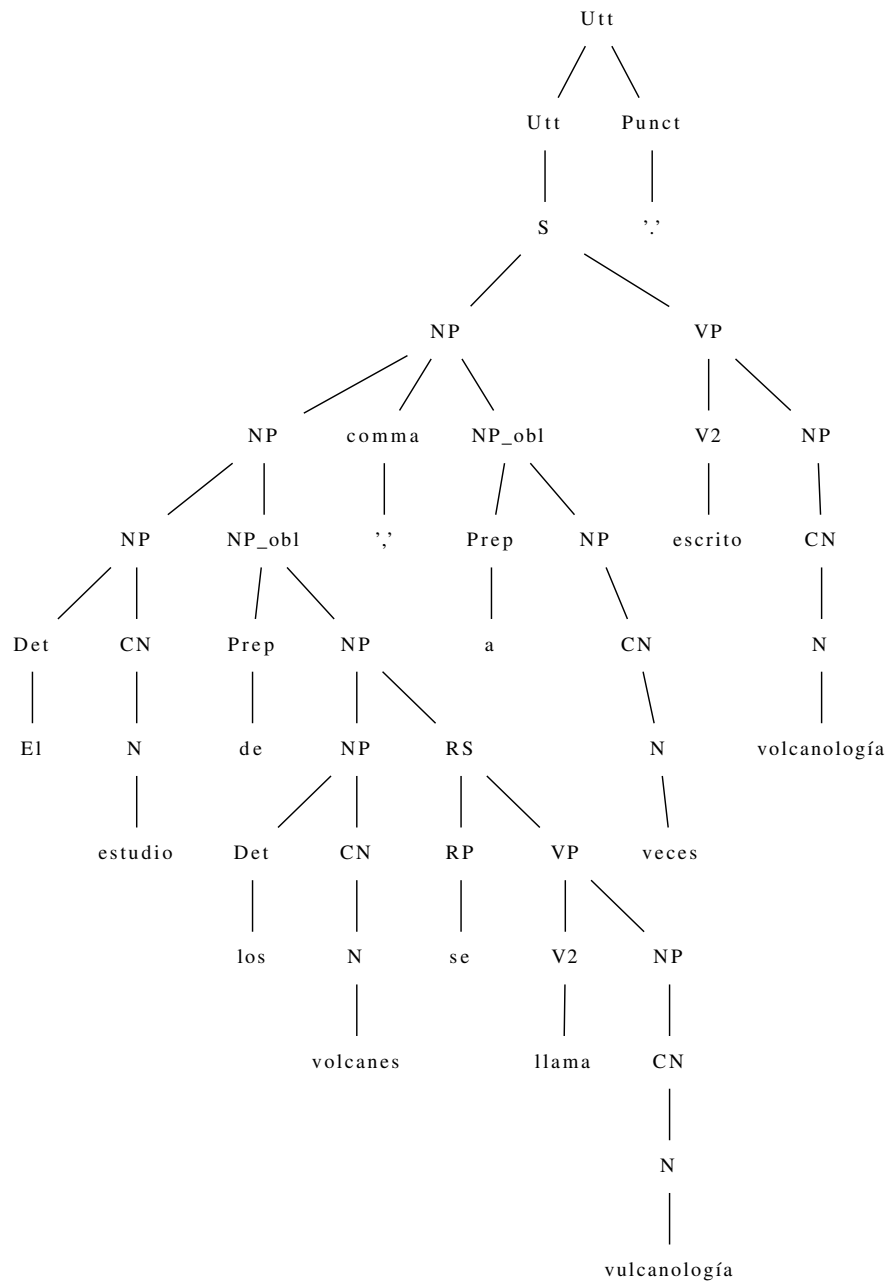 Utt
Utt Punct
S '.'
NP VP
NP comma NP_obl V2 NP
NP NP_obl ',' Prep NP escrito CN
Det CN Prep NP a CN N
El N de NP RS N volcanología
estudio Det CN RP VP veces
los N se V2 NP
volcanes llama CN
N
vulcanología